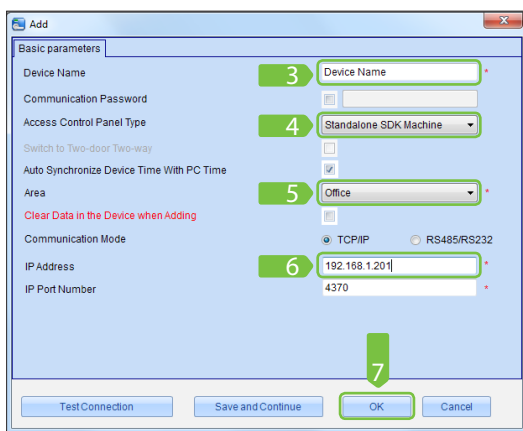 Add
Basic parameters
Device Name 3 Device Name *
Communication Password
Access Control Panel Type 4 Standalone SDK Machine
Switch to Two-door Two-way
Auto Synchronize Device Time With PC Time
Area 5 Office *
Clear Data in the Device when Adding
Communication Mode TCP/IP RS485/RS232
IP Address 6 192.168.1.201 *
IP Port Number 4370 *
7
Test Connection Save and Continue OK Cancel